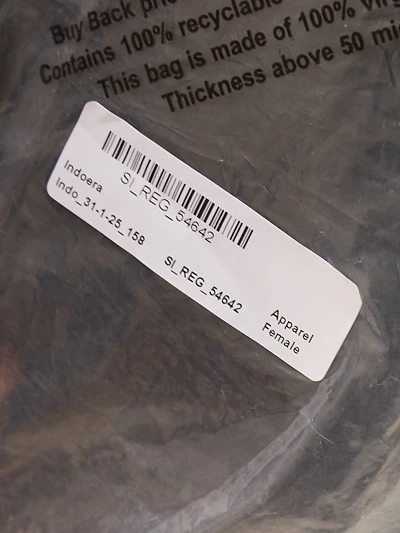 Buy Back
Contains 100% recyclable
This bag is made of 100%
Thickness above 50
SI_REG_54642
Indoera
Indo_31-1-25_158
SI_REG_54642
Apparel
Female